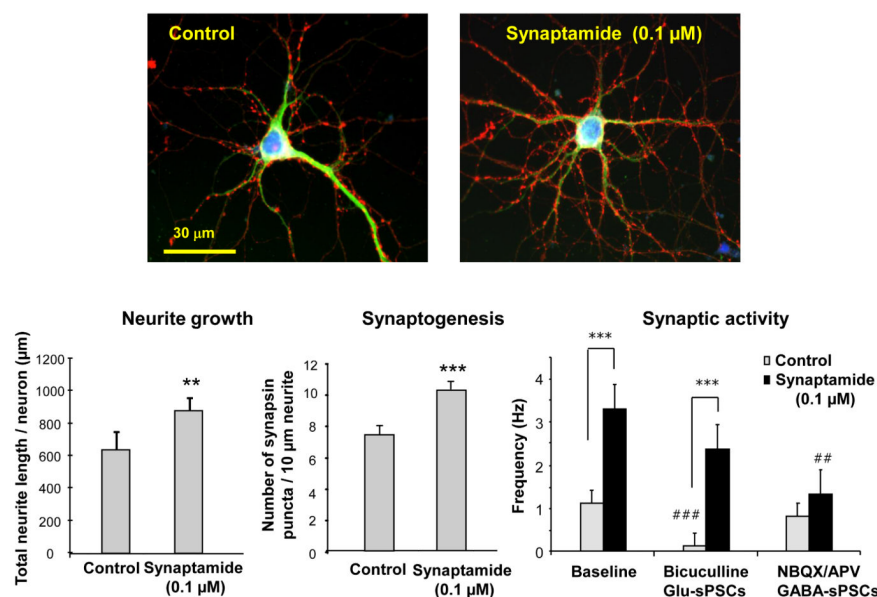 Control
Synaptamide (0.1 µM)
30 µm
Neurite growth
Total neurite length / neuron (µm)
1200
1000
800
600
400
200
0
**
Control
Synaptamide
(0.1 µM)
Synaptogenesis
Number of synapsin
puncta / 10 µm neurite
12
10
8
6
4
2
0
***
Control
Synaptamide
(0.1 µM)
Synaptic activity
Frequency (Hz)
4
3
2
1
0
***
***
###
##
Control
Synaptamide
(0.1 µM)
Baseline
Bicuculline
Glu-sPSCs
NBQX/APV
GABA-sPSCs